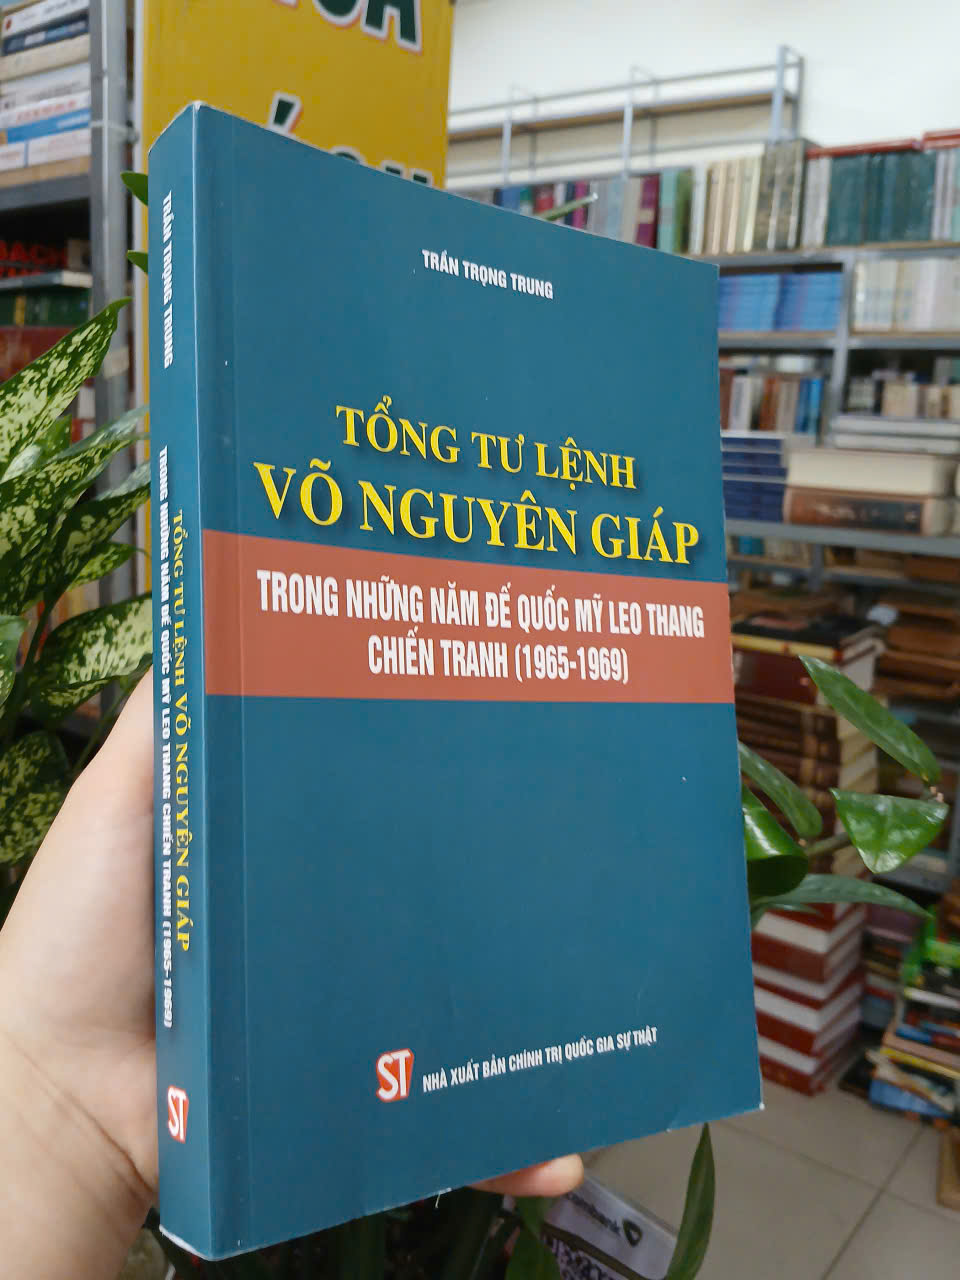 TRẦN TRỌNG TRUNG
TỔNG TƯ LỆNH
VÕ NGUYÊN GIÁP
TRONG NHỮNG NĂM ĐẾ QUỐC MỸ LEO THANG
CHIẾN TRANH (1965-1969)
ST NHÀ XUẤT BẢN CHÍNH TRỊ QUỐC GIA SỰ THẬT
TRẦN TRỌNG TRUNG
TỔNG TƯ LỆNH VÕ NGUYÊN GIÁP
TRONG NHỮNG NĂM ĐẾ QUỐC MỸ LEO THANG CHIẾN TRANH (1965-1969)
ST